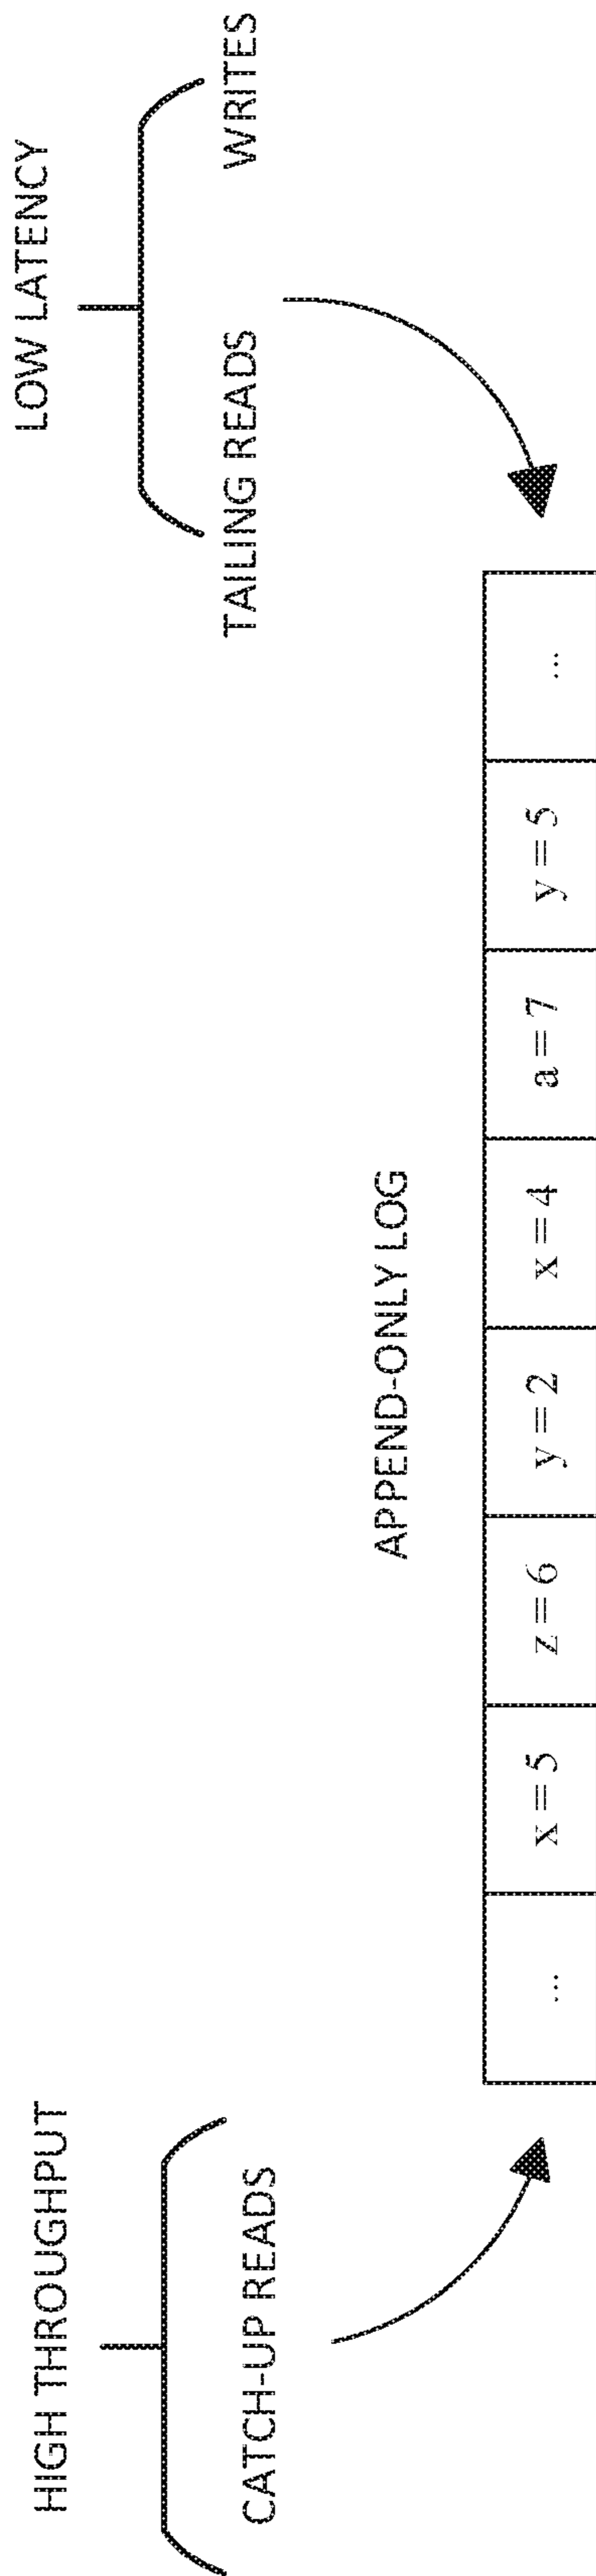 HIGH THROUGHPUT
CATCH-UP READS
LOW LATENCY
TAILING READS WRITES
APPEND-ONLY LOG
... x = 5 z = 6 y = 2 x = 4 a = 7 y = 5 ...